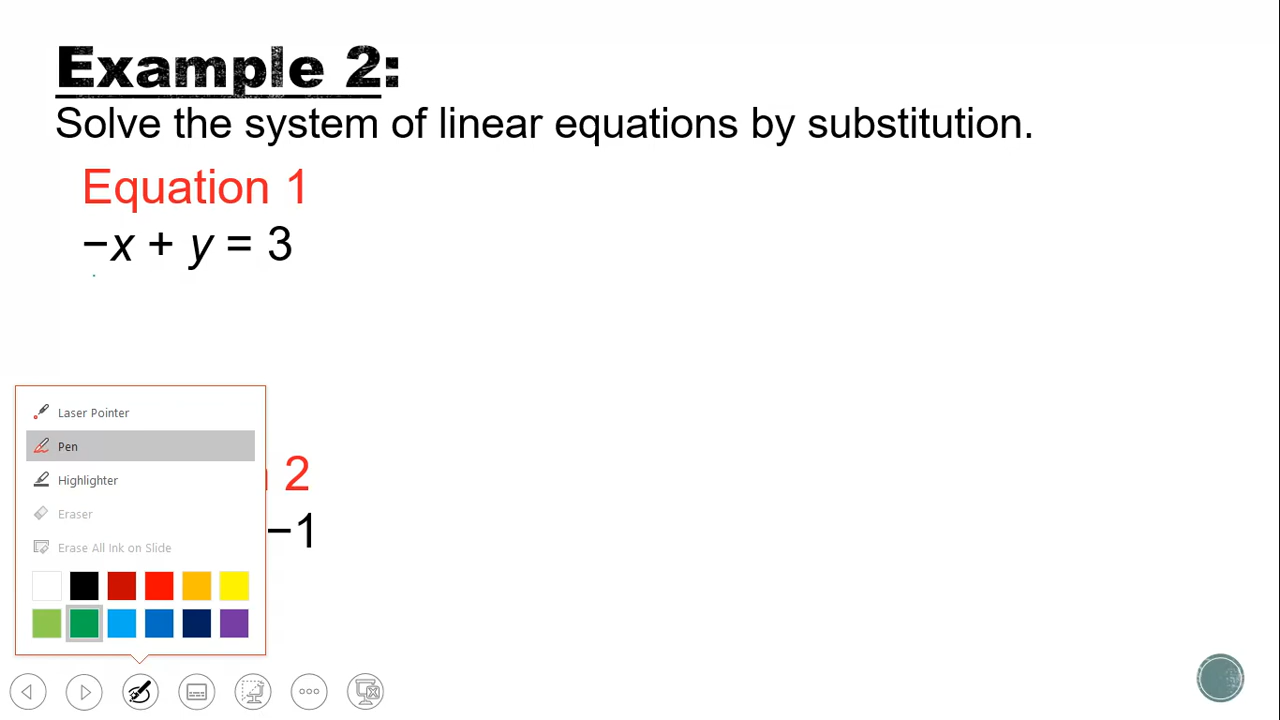 Example 2:
Solve the system of linear equations by substitution.
Equation 1
−x + y = 3
Laser Pointer
Pen
Highlighter
2
Eraser
−1
Erase All Ink on Slide